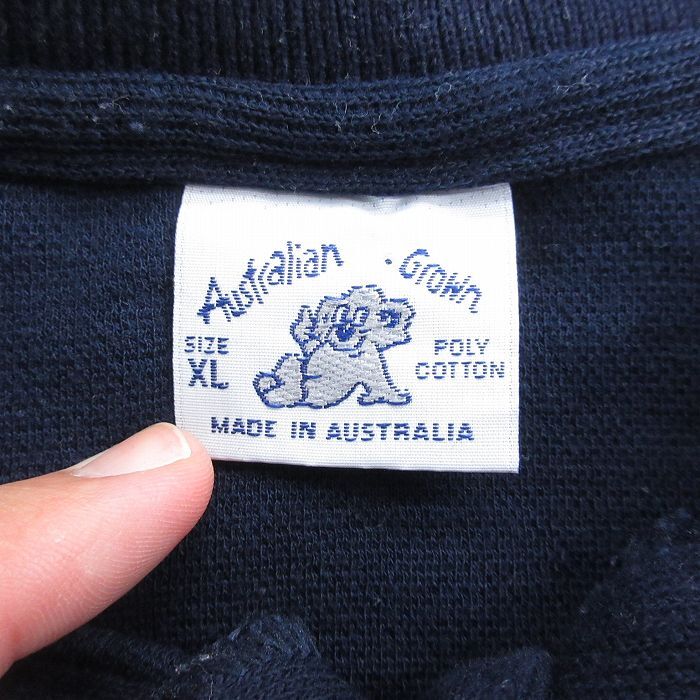 Australian · Grown
SIZE
XL
POLY
COTTON
MADE IN AUSTRALIA